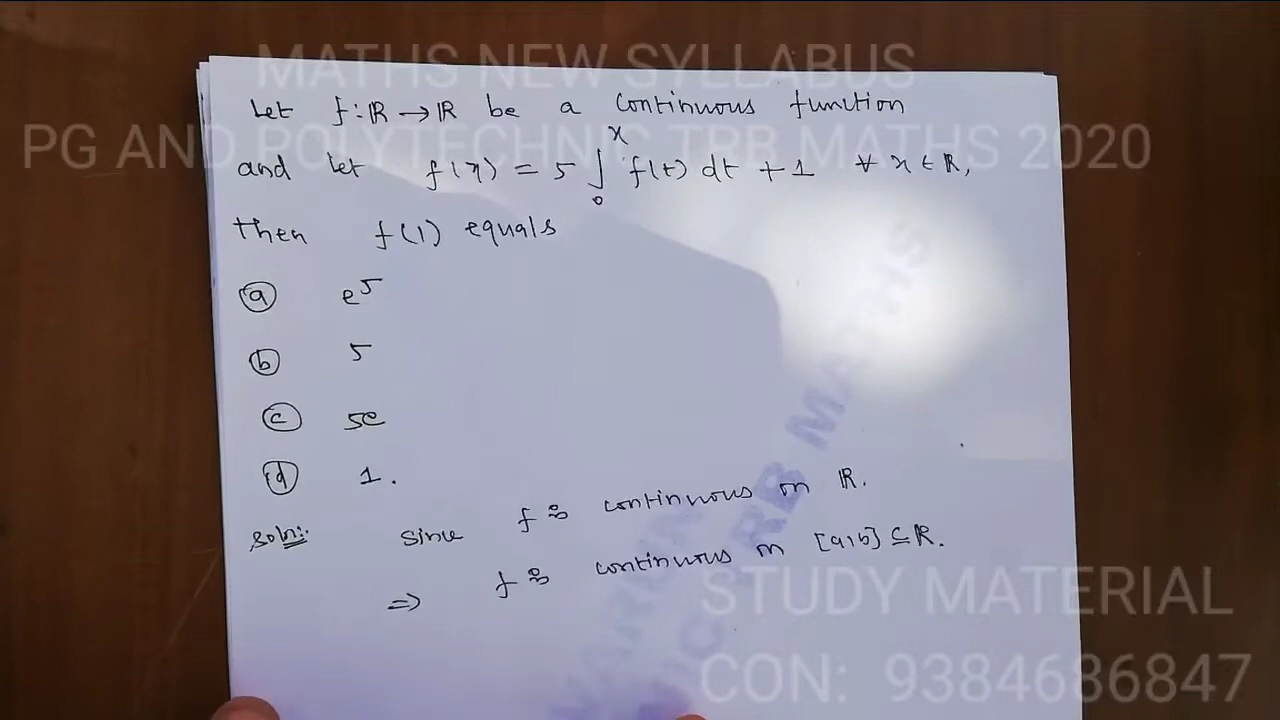 MATHS NEW SYLLABUS
PG AND POLYTECHNIC TRB MATHS 2020
Let f: ℝ → ℝ be a continuous function
and let f(x) = 5 ∫₀ˣ f(t) dt + 1 ∀ x ∈ ℝ,
then f(1) equals
ⓐ e⁵
ⓑ 5
ⓒ 5e
ⓓ 1.
Soln:
Since f is continuous on ℝ.
⇒ f is continuous on [a,b] ⊆ ℝ.
STUDY MATERIAL
CON: 9384686847